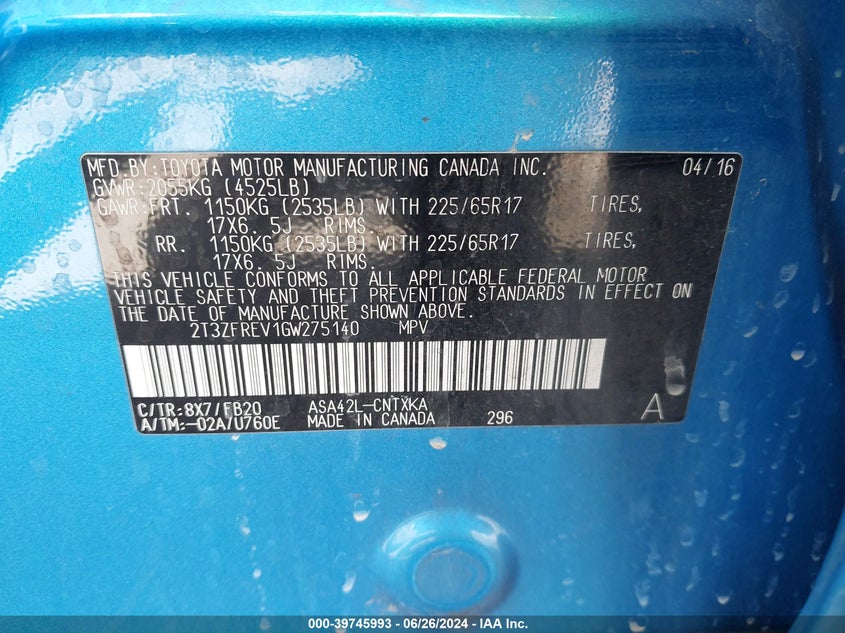 MFD.BY:TOYOTA MOTOR MANUFACTURING CANADA INC. 04/16
GVWR:2055KG (4525LB)
GAWR:FRT. 1150KG (2535LB) WITH 225/65R17 TIRES,
17X6. 5J RIMS.
RR. 1150KG (2535LB) WITH 225/65R17 TIRES,
17X6. 5J RIMS.
THIS VEHICLE CONFORMS TO ALL APPLICABLE FEDERAL MOTOR
VEHICLE SAFETY AND THEFT PREVENTION STANDARDS IN EFFECT ON
THE DATE OF MANUFACTURE SHOWN ABOVE.
2T3ZFREV1GW275140 MPV
C/TR:8X7/FB20 ASA42L-CNTXKA A
A/TM:-02A/U760E MADE IN CANADA 296
000-39745993 / 06/26/2024 - IAA Inc.